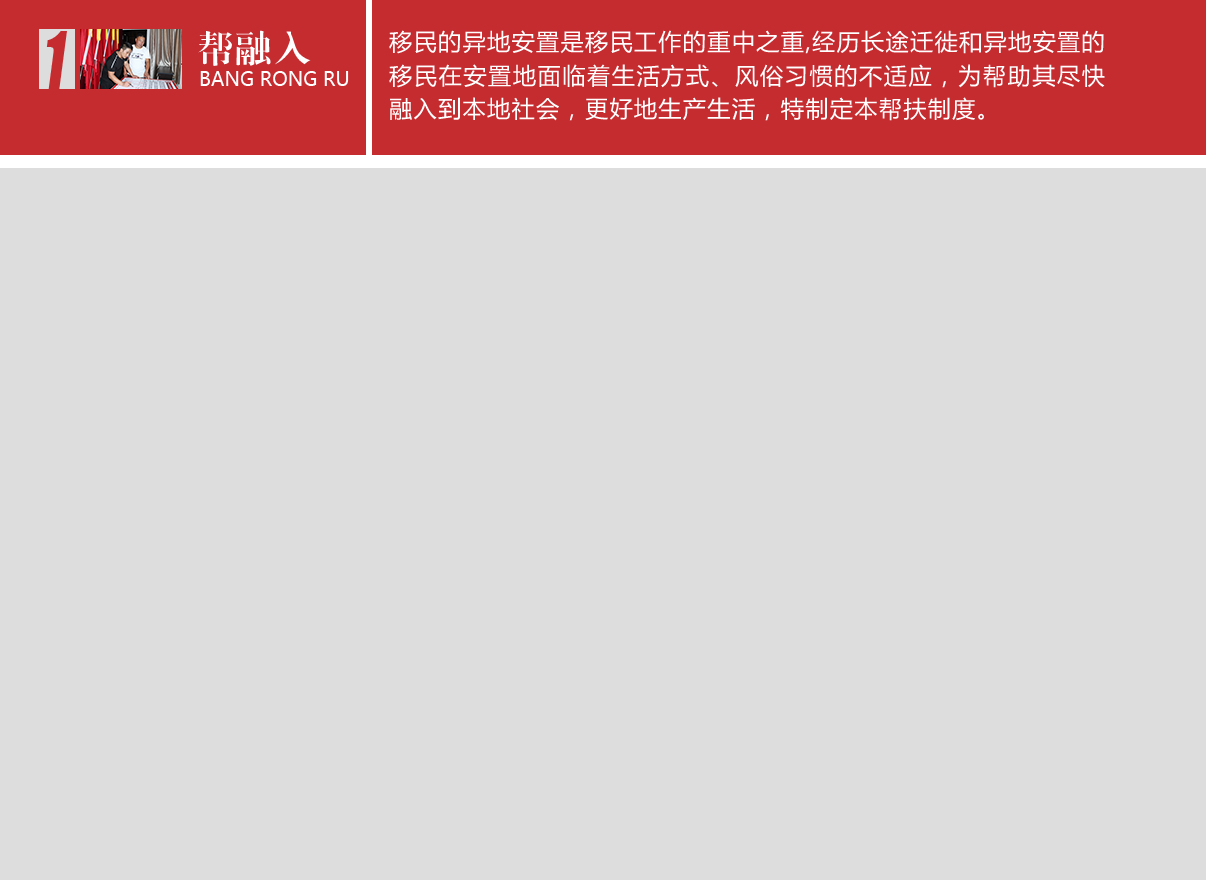 1
帮融入
BANG RONG RU
移民的异地安置是移民工作的重中之重,经历长途迁徙和异地安置的
移民在安置地面临着生活方式、风俗习惯的不适应，为帮助其尽快
融入到本地社会，更好地生产生活，特制定本帮扶制度。